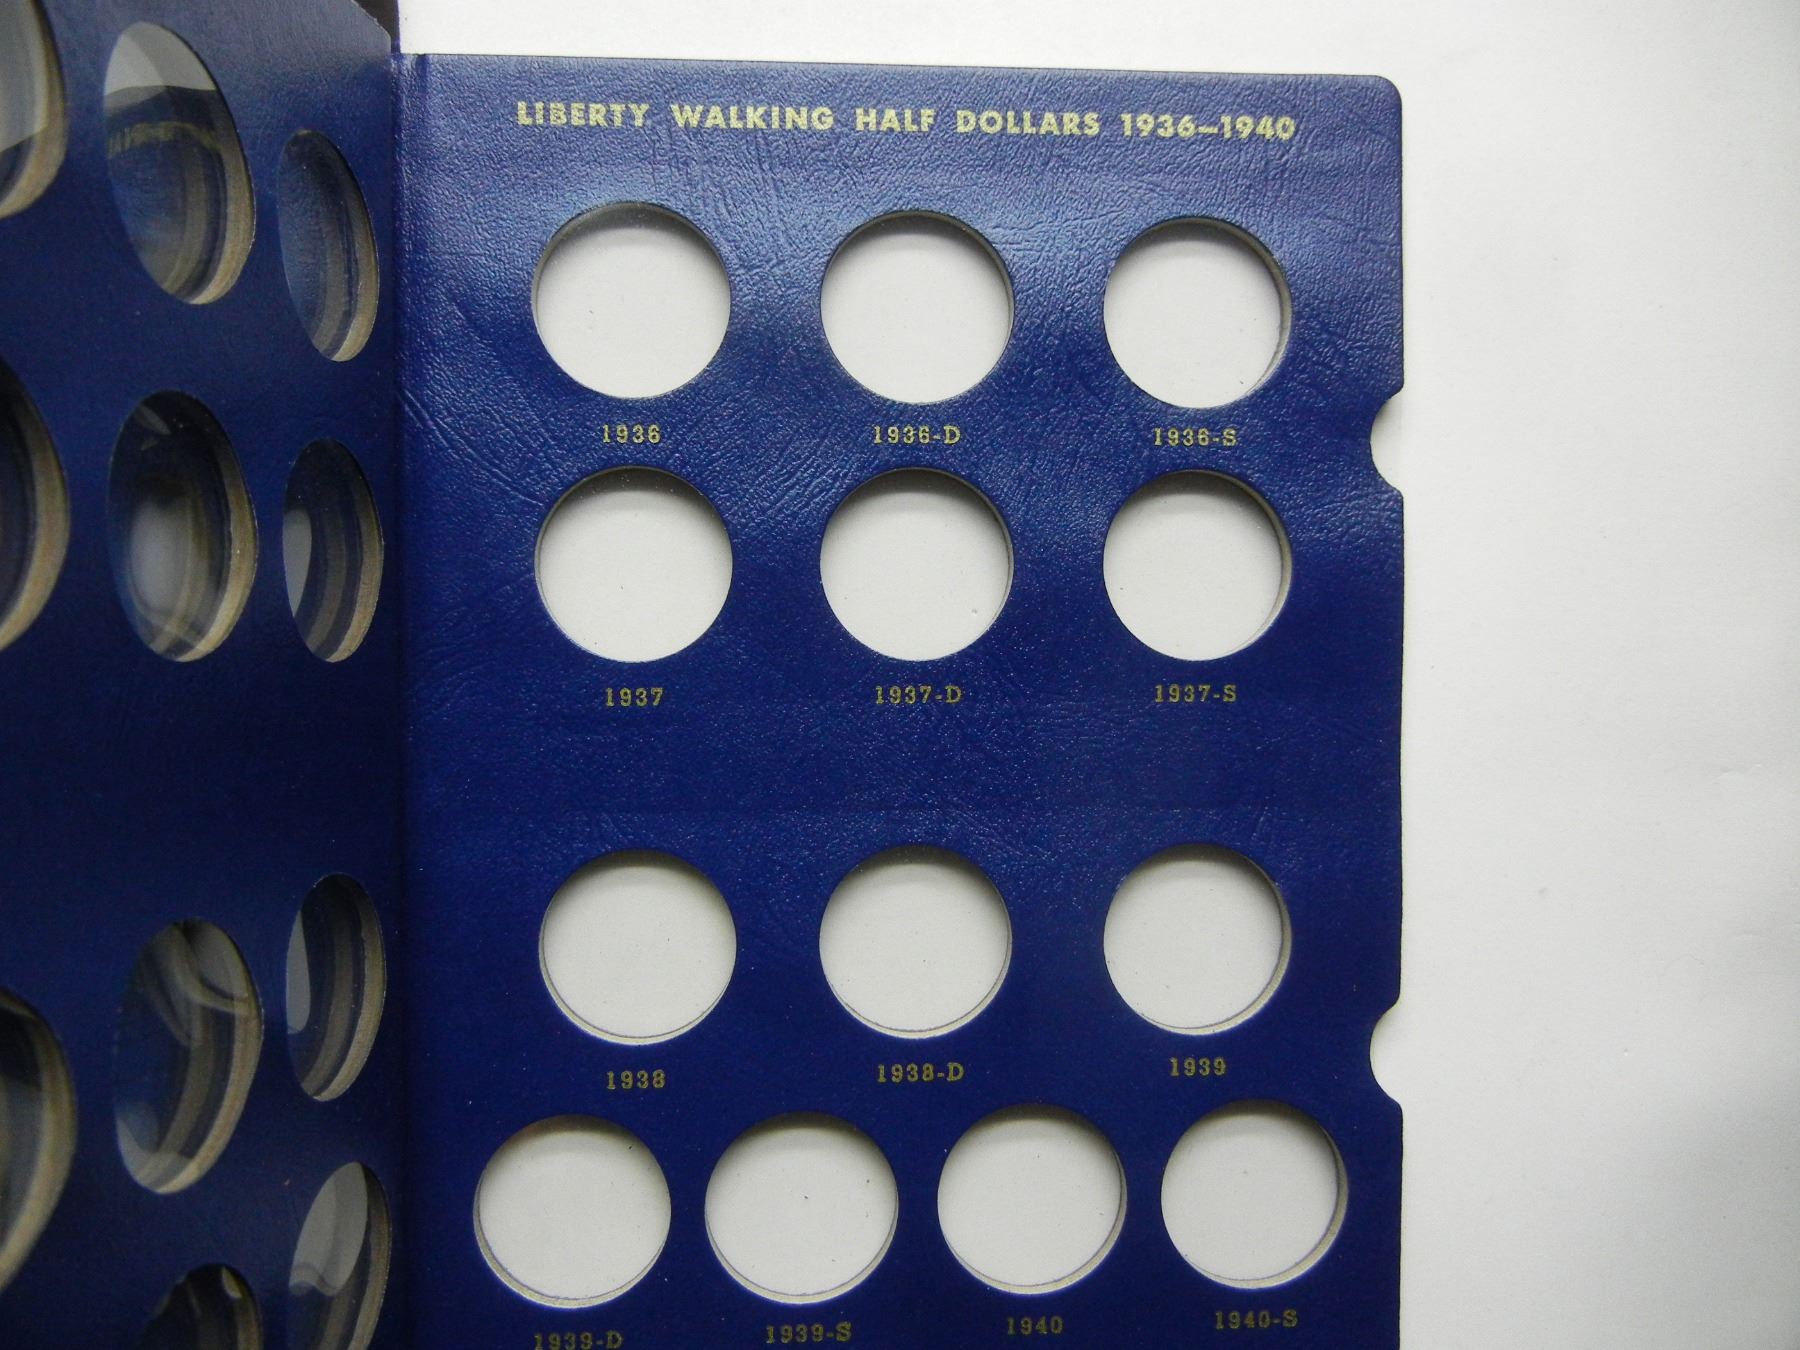 LIBERTY WALKING HALF DOLLARS 1936–1940
1936 1936-D 1936-S
1937 1937-D 1937-S
1938 1938-D 1939
1939-D 1939-S 1940 1940-S